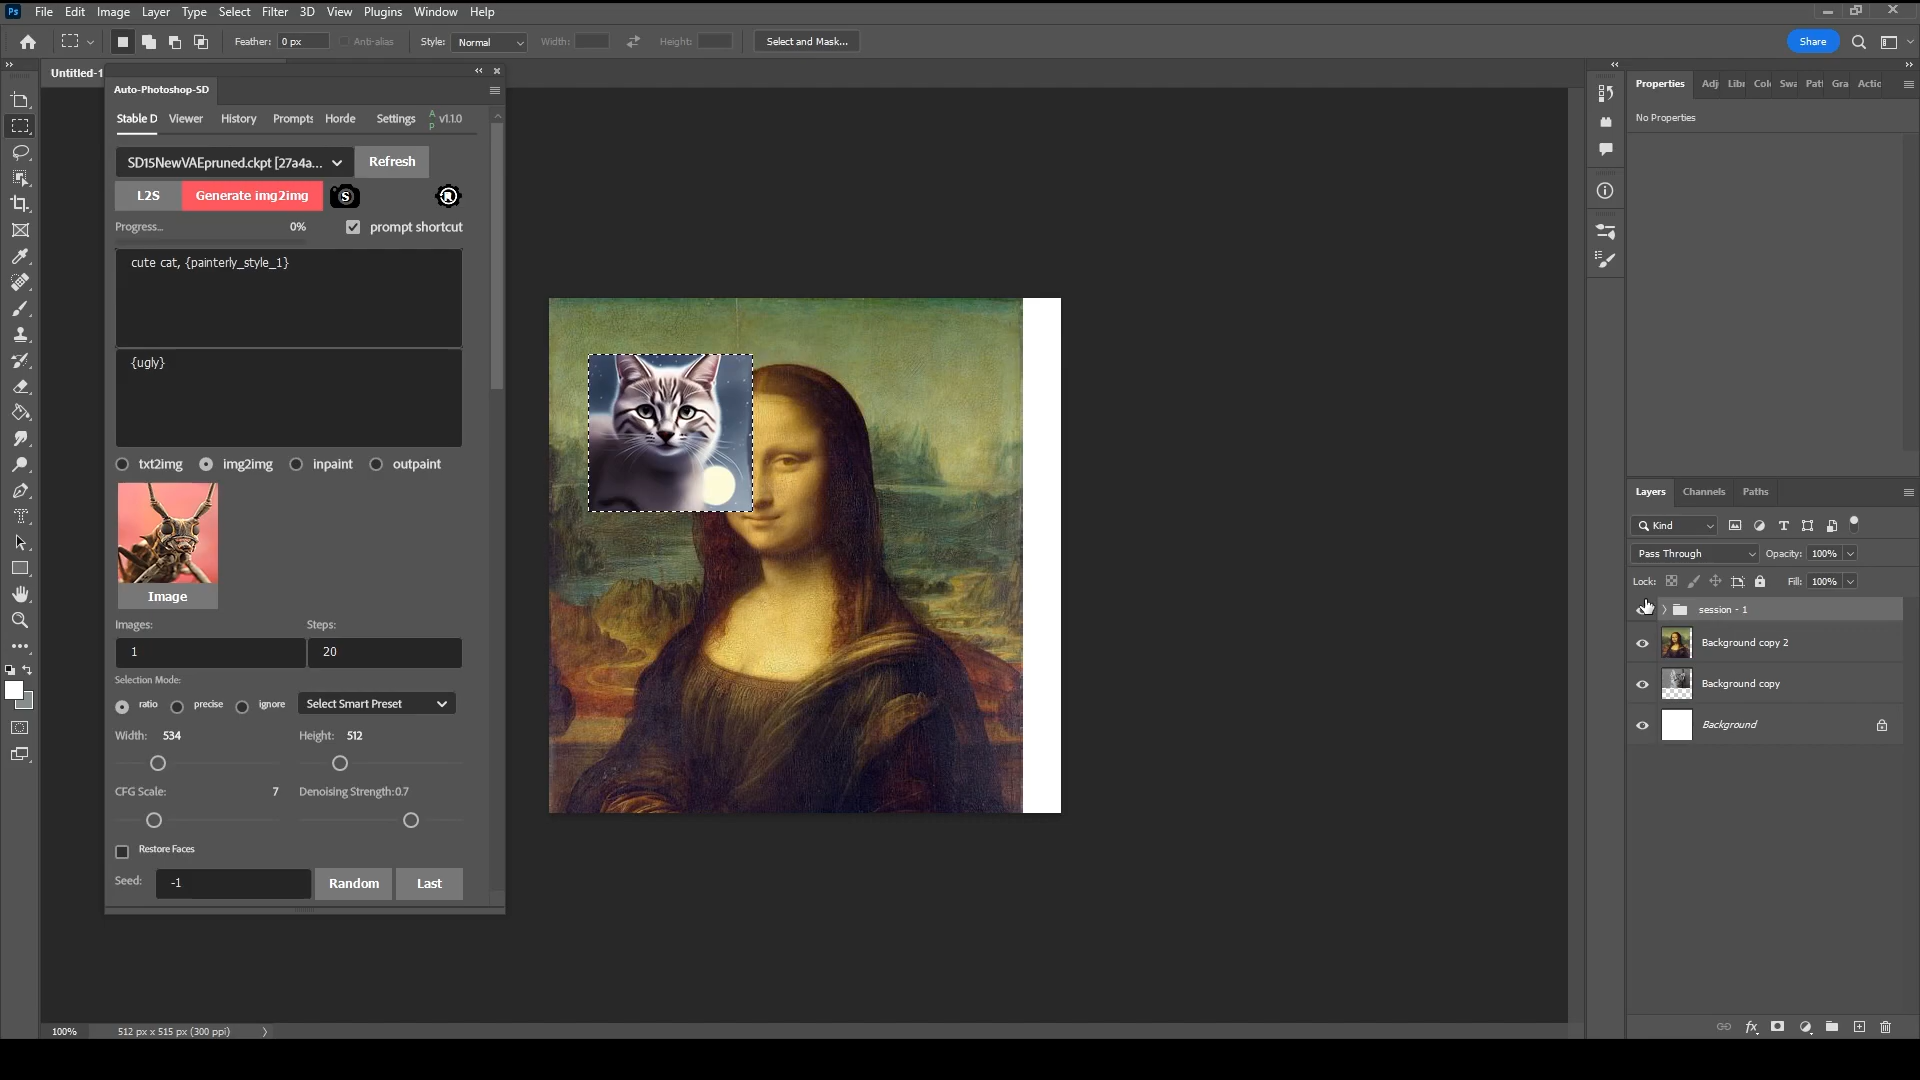 Ps File Edit Image Layer Type Select Filter 3D View Plugins Window Help
Feather: 0 px Anti-alias Style: Normal Width: Height: Select and Mask... Share
Untitled-1
Auto-Photoshop-SD
Stable D Viewer History Prompts Horde Settings v1.1.0
SD15NewVAEpruned.ckpt [27a4a... Refresh
L2S Generate img2img S R
Progress... 0% prompt shortcut
cute cat, {painterly_style_1}
{ugly}
txt2img img2img inpaint outpaint
Image
Images: Steps:
1 20
Selection Mode:
ratio precise ignore Select Smart Preset
Width: 534 Height: 512
CFG Scale: 7 Denoising Strength:0.7
Restore Faces
Seed: -1 Random Last
100% 512 px x 515 px (300 ppi)
Properties Adj Libr Col Swa Patt Gra Actic
No Properties
Layers Channels Paths
Kind
Pass Through Opacity: 100%
Lock: Fill: 100%
session - 1
Background copy 2
Background copy
Background